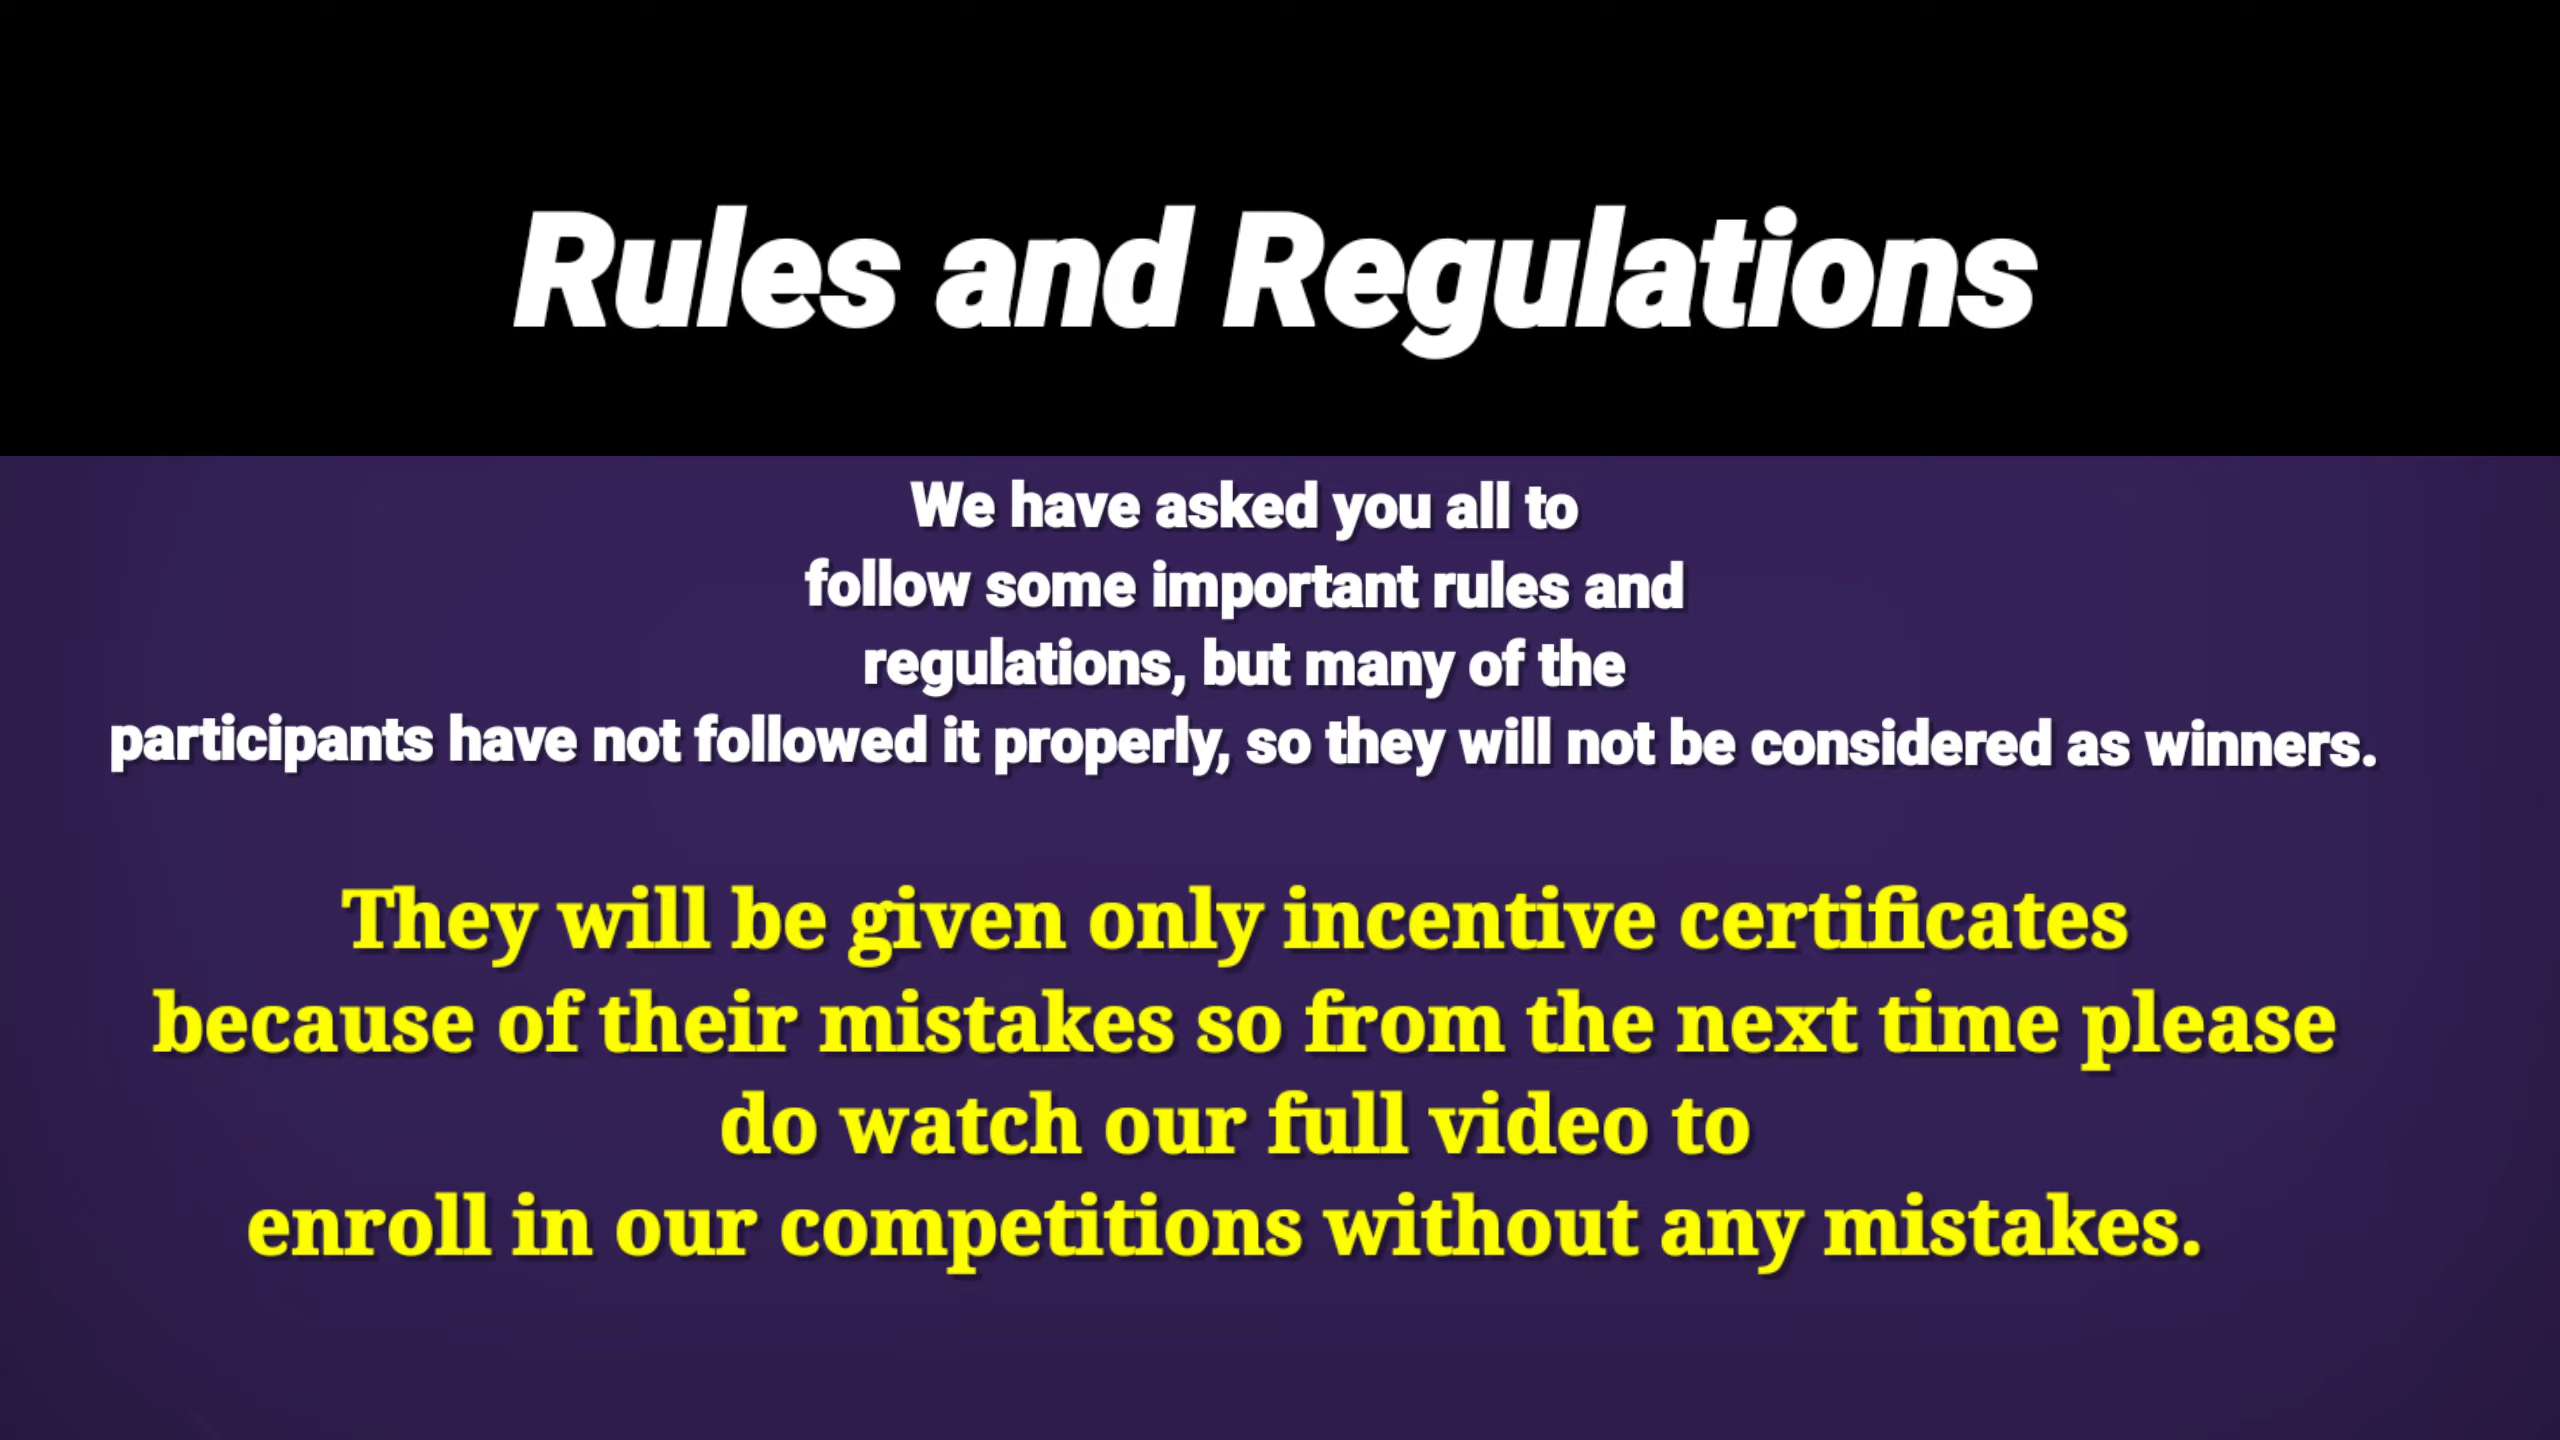 Rules and Regulations
We have asked you all to
follow some important rules and
regulations, but many of the
participants have not followed it properly, so they will not be considered as winners.
They will be given only incentive certificates
because of their mistakes so from the next time please
do watch our full video to
enroll in our competitions without any mistakes.